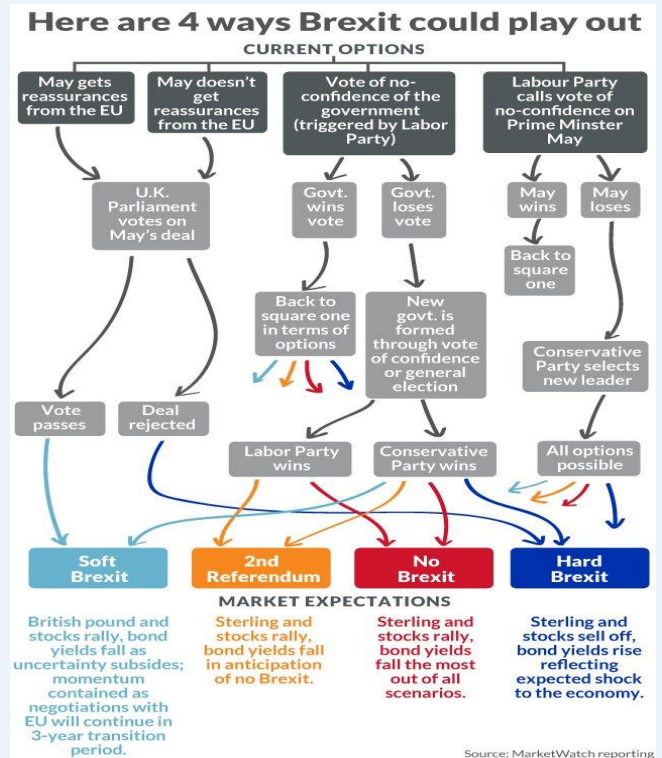 Here are 4 ways Brexit could play out
CURRENT OPTIONS
May gets
reassurances
from the EU
May doesn't
get
reassurances
from the EU
Vote of no-
confidence of the
government
(triggered by Labor
Party)
Labour Party
calls vote of
no-confidence on
Prime Minster
May
U.K.
Parliament
votes on
May's deal
Govt.
wins
vote
Govt.
loses
vote
May
wins
May
loses
Back to
square
one
Back to
square one
in terms of
options
New
govt. is
formed
through vote
of confidence
or general
election
Conservative
Party selects
new leader
Vote
passes
Deal
rejected
Labor Party
wins
Conservative
Party wins
All options
possible
Soft
Brexit
2nd
Referendum
No
Brexit
Hard
Brexit
MARKET EXPECTATIONS
British pound and
stocks rally, bond
yields fall as
uncertainty subsides;
momentum
contained as
negotiations with
EU will continue in
3-year transition
period.
Sterling and
stocks rally,
bond yields fall
in anticipation
of no Brexit.
Sterling and
stocks rally,
bond yields
fall the most
out of all
scenarios.
Sterling and
stocks sell off,
bond yields rise
reflecting
expected shock
to the economy.
Source: MarketWatch reporting